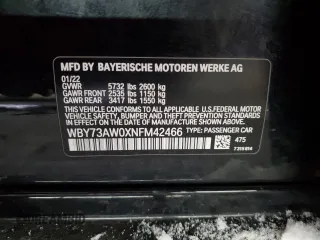 MFD BY BAYERISCHE MOTOREN WERKE AG
01/22
GVWR 5732 lbs 2600 kg
GAWR FRONT 2535 lbs 1150 kg
GAWR REAR 3417 lbs 1550 kg
THIS VEHICLE CONFORMS TO ALL APPLICABLE
U.S. FEDERAL MOTOR VEHICLE SAFETY, BUMPER,
AND THEFT PREVENTION STANDARDS IN EFFECT
ON THE DATE OF MANUFACTURE SHOWN ABOVE.
WBY73AW0XNFM42466 TYPE: PASSENGER CAR
475